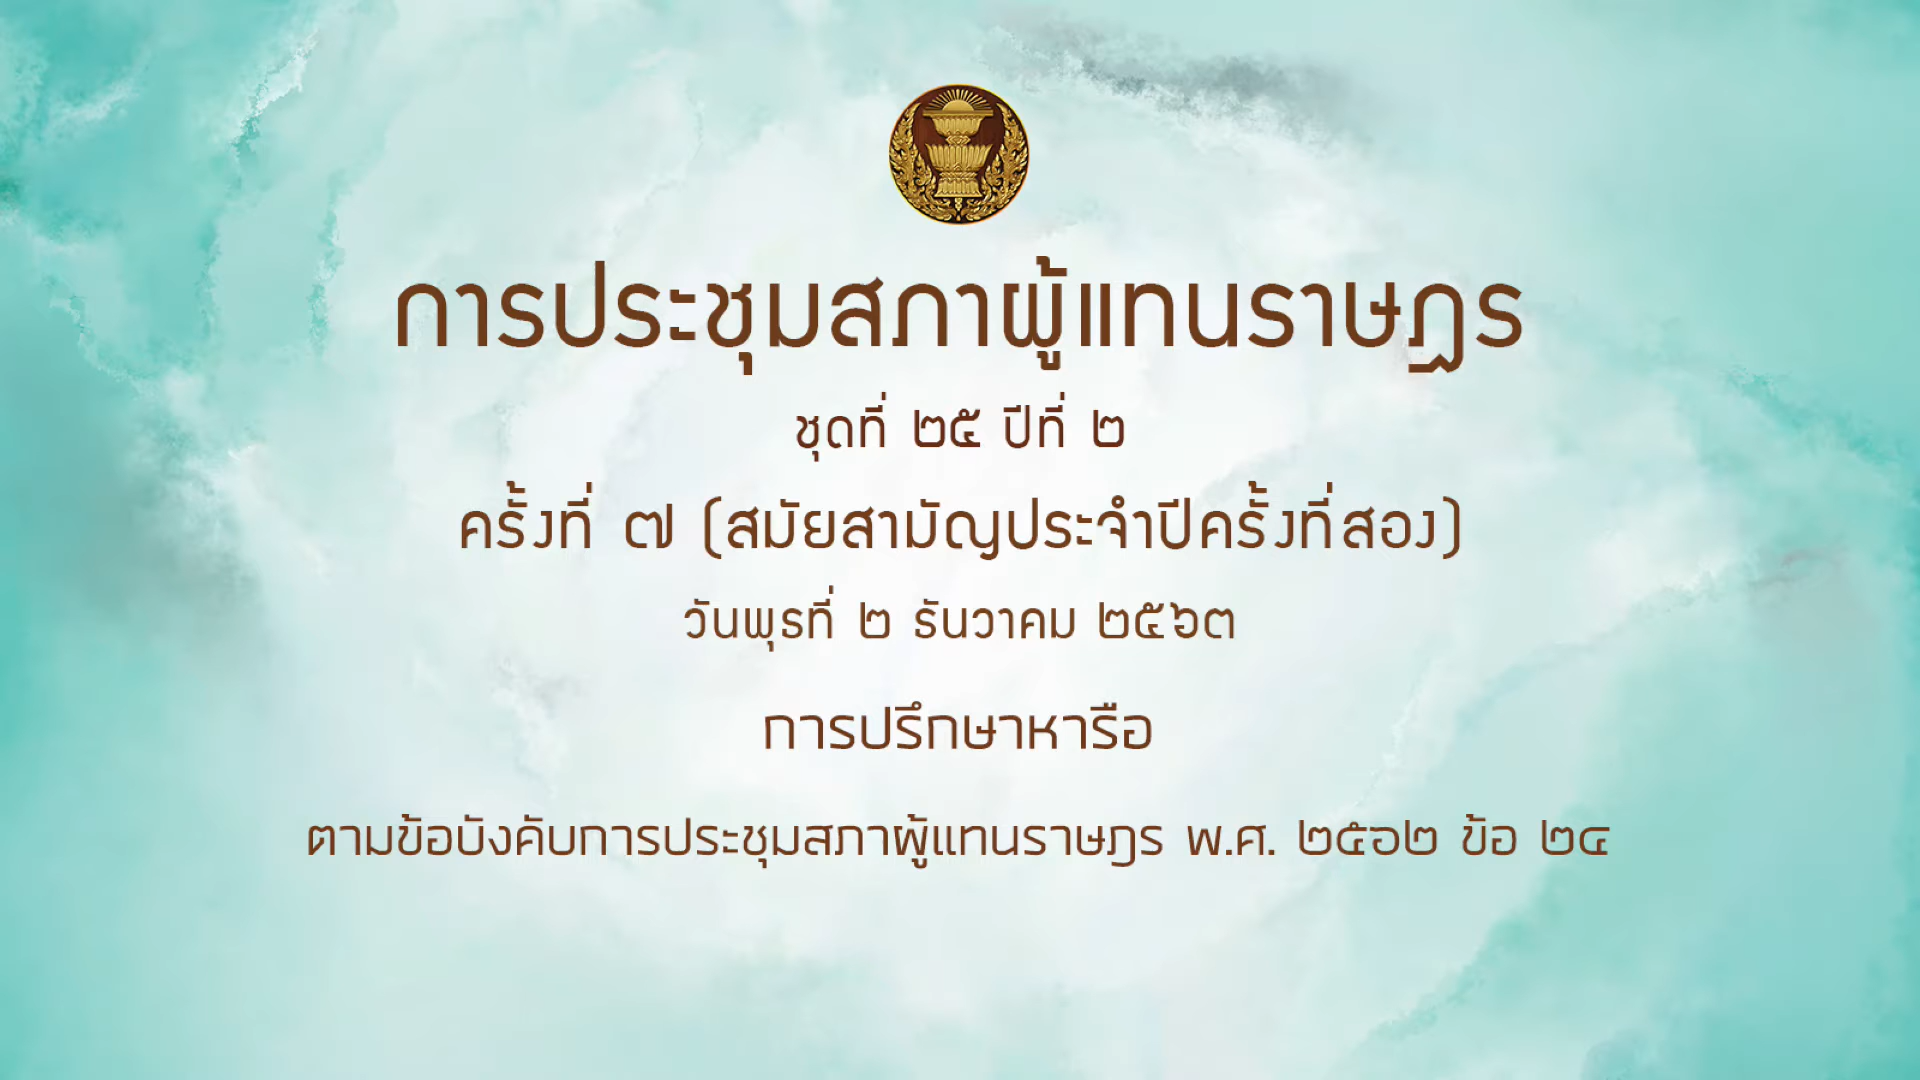 การประชุมสภาผู้แทนราษฎร
ชุดที่ ๒๕ ปีที่ ๒
ครั้งที่ ๗ (สมัยสามัญประจำปีครั้งที่สอง)
วันพุธที่ ๒ ธันวาคม ๒๕๖๓
การปรึกษาหารือ
ตามข้อบังคับการประชุมสภาผู้แทนราษฎร พ.ศ. ๒๕๖๒ ข้อ ๒๔